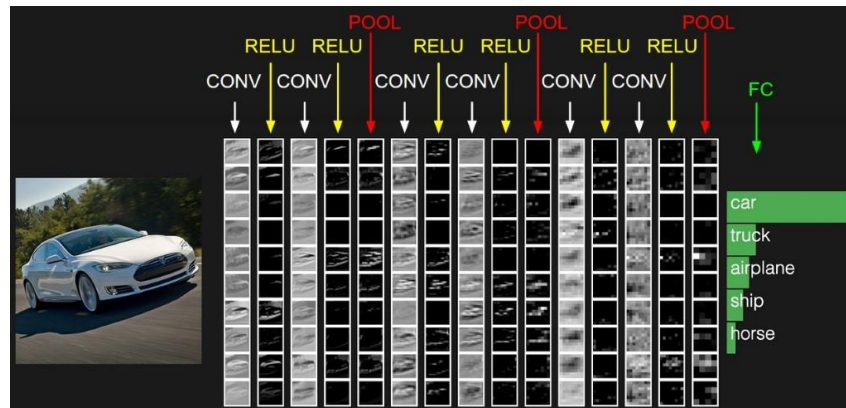 POOL POOL POOL
RELU RELU RELU RELU RELU RELU
CONV CONV CONV CONV CONV CONV
FC
car
truck
airplane
ship
horse